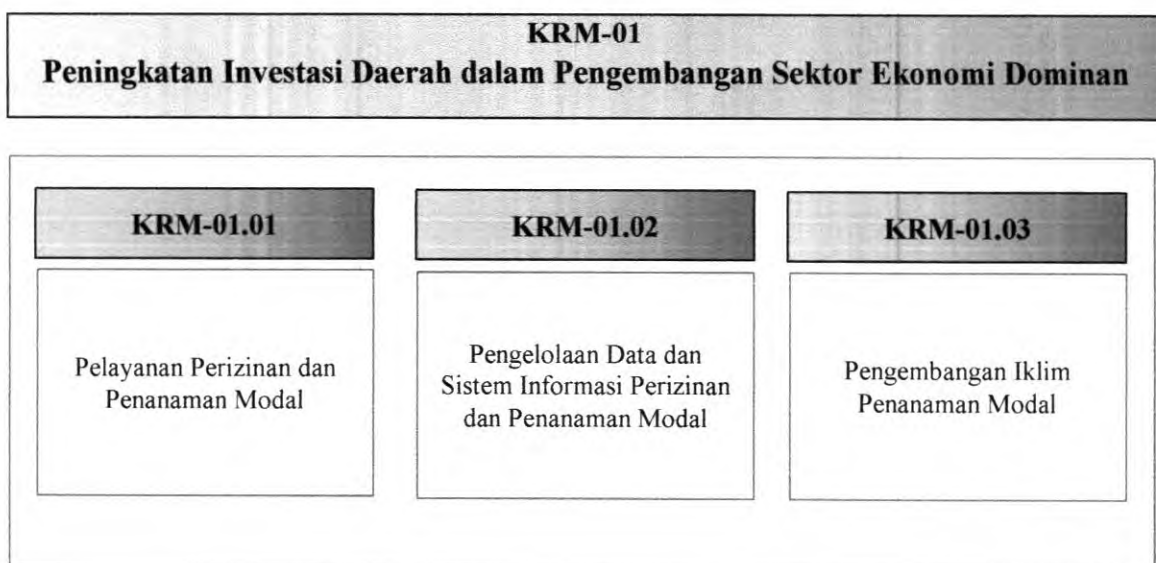 KRM-01
Peningkatan Investasi Daerah dalam Pengembangan Sektor Ekonomi Dominan
KRM-01.01
Pelayanan Perizinan dan
Penanaman Modal
KRM-01.02
Pengelolaan Data dan
Sistem Informasi Perizinan
dan Penanaman Modal
KRM-01.03
Pengembangan Iklim
Penanaman Modal